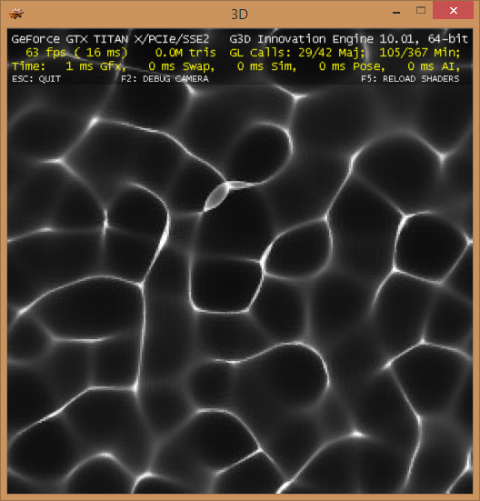 3D
GeForce GTX TITAN X/PCIe/SSE2 G3D Innovation Engine 10.01, 64-bit
63 fps ( 16 ms) 0.0M tris GL Calls: 29/42 Maj; 105/367 Min;
Time: 1 ms Gfx, 0 ms Swap, 0 ms Sim, 0 ms Pose, 0 ms AI,
ESC: QUIT F2: DEBUG CAMERA F5: RELOAD SHADERS